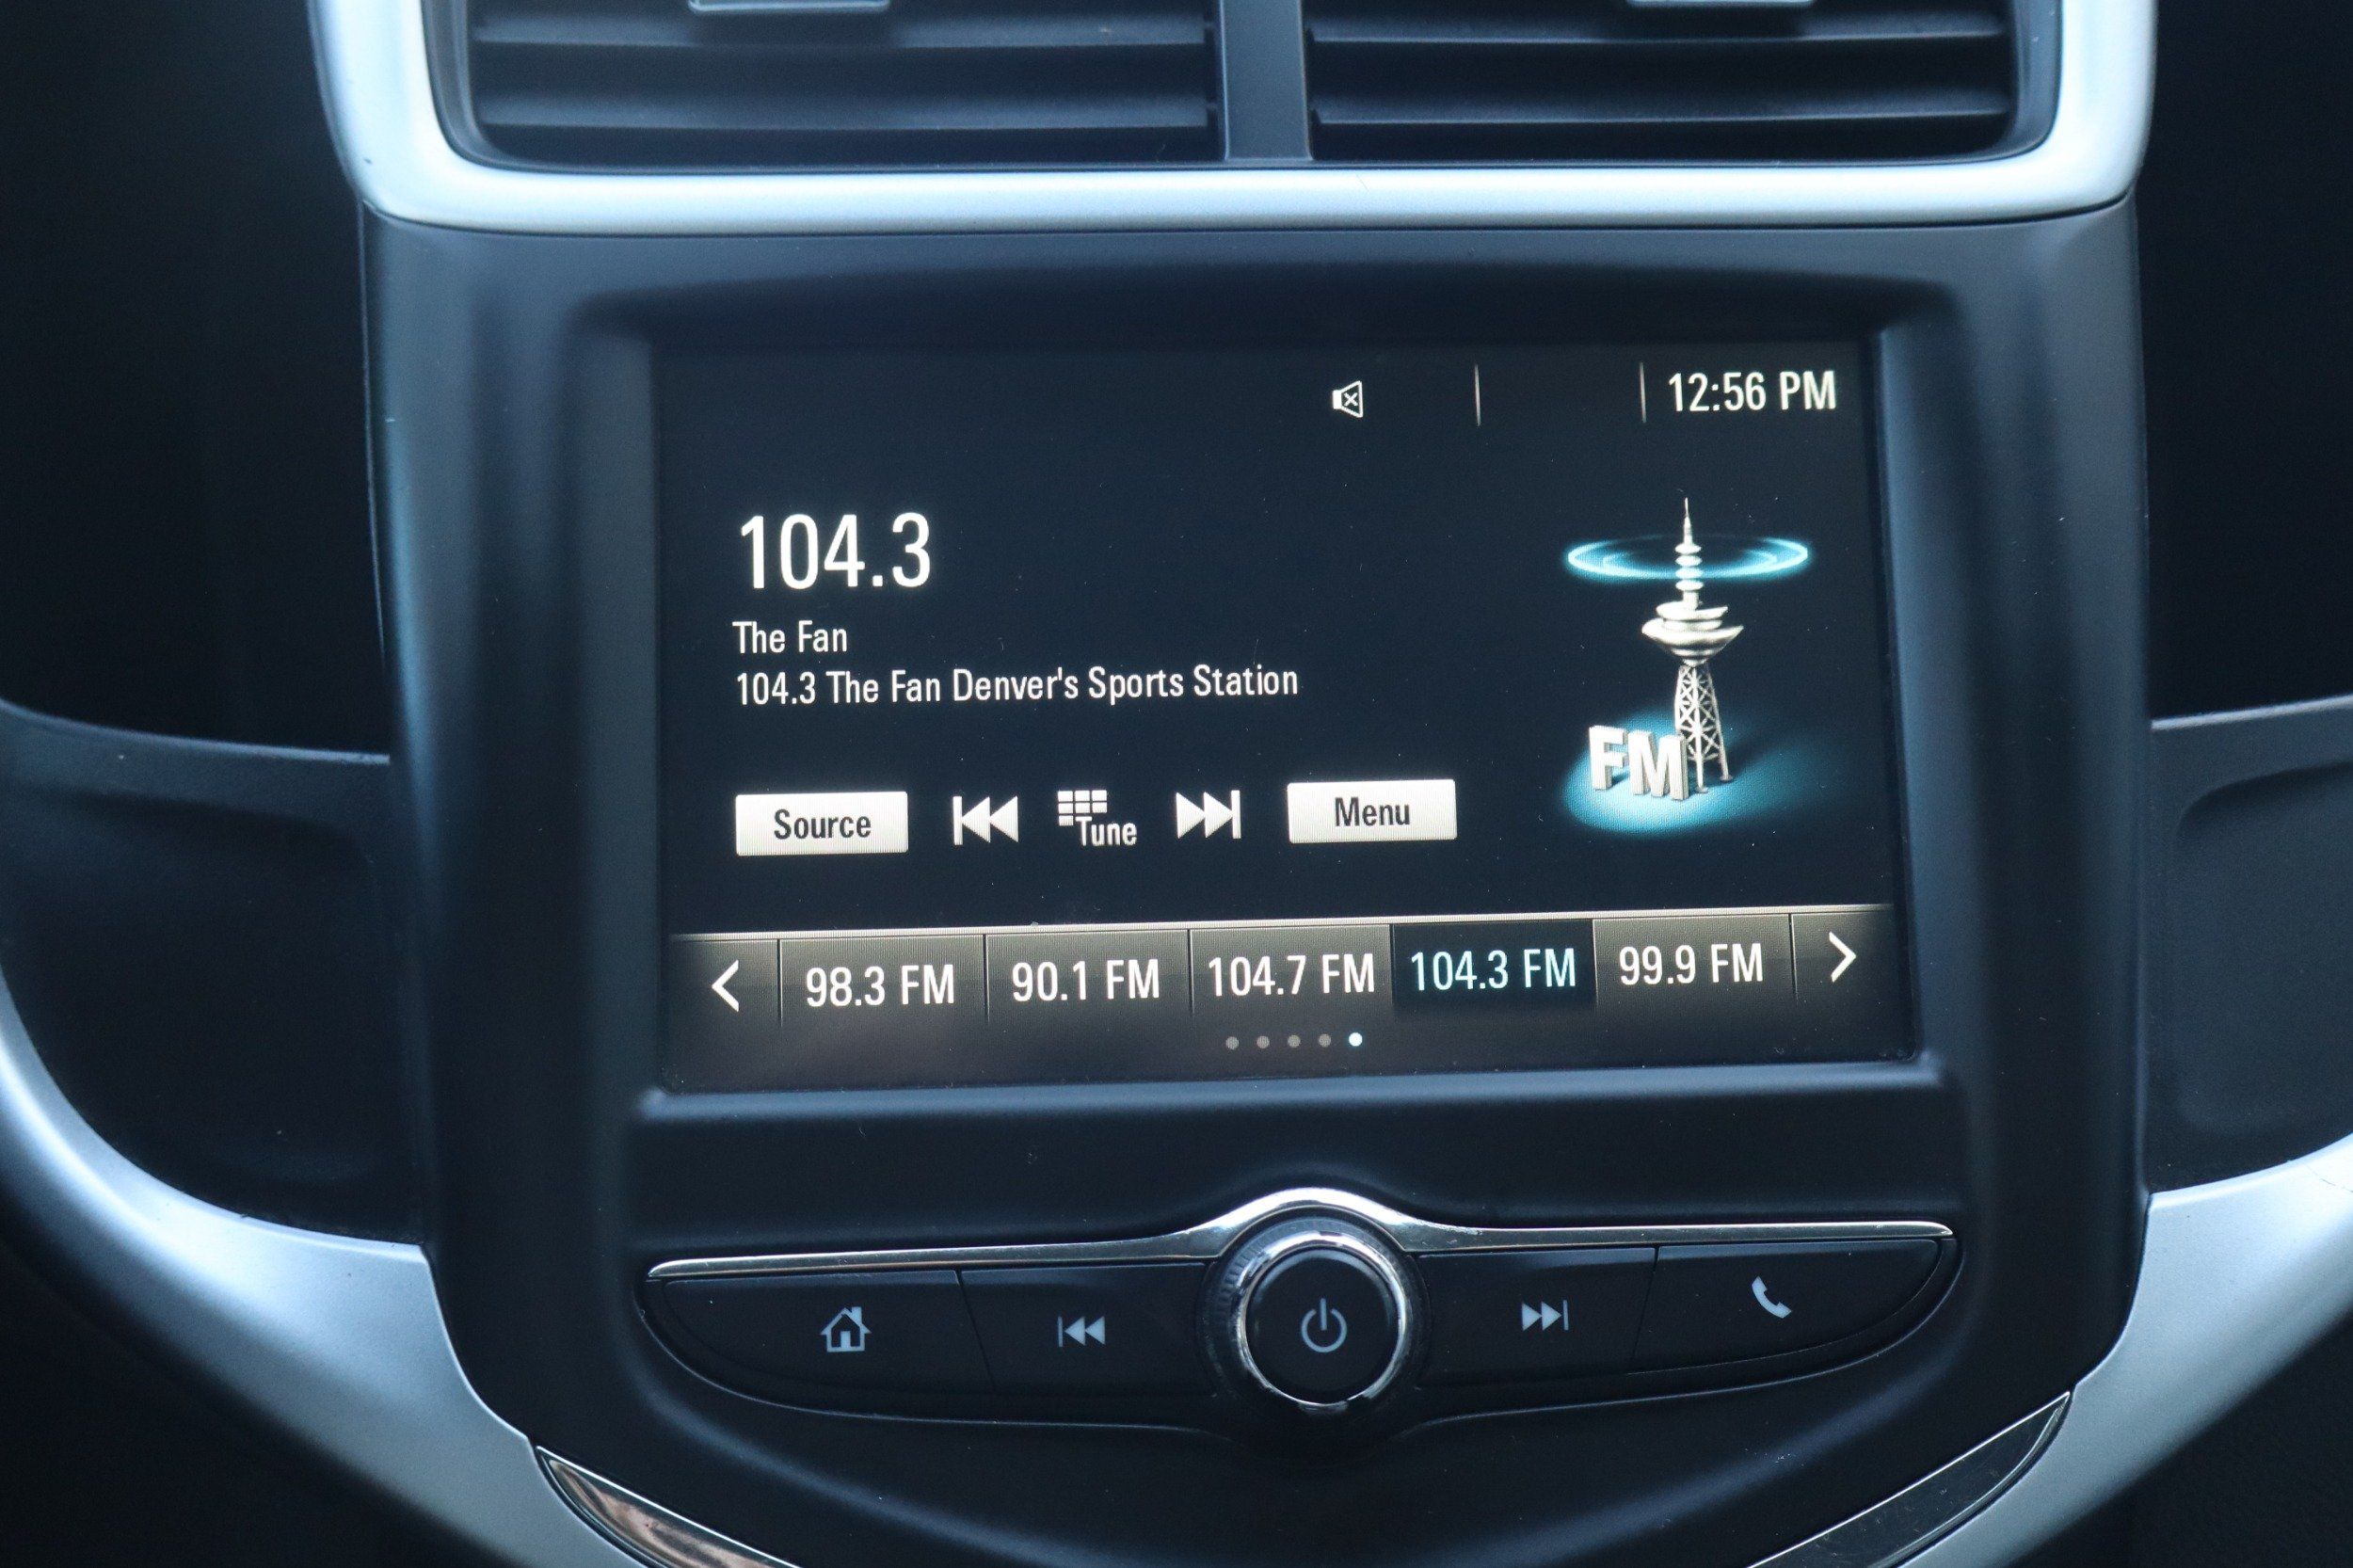 12:56 PM
104.3
The Fan
104.3 The Fan Denver's Sports Station
FM
Source Tune Menu
98.3 FM 90.1 FM 104.7 FM 104.3 FM 99.9 FM